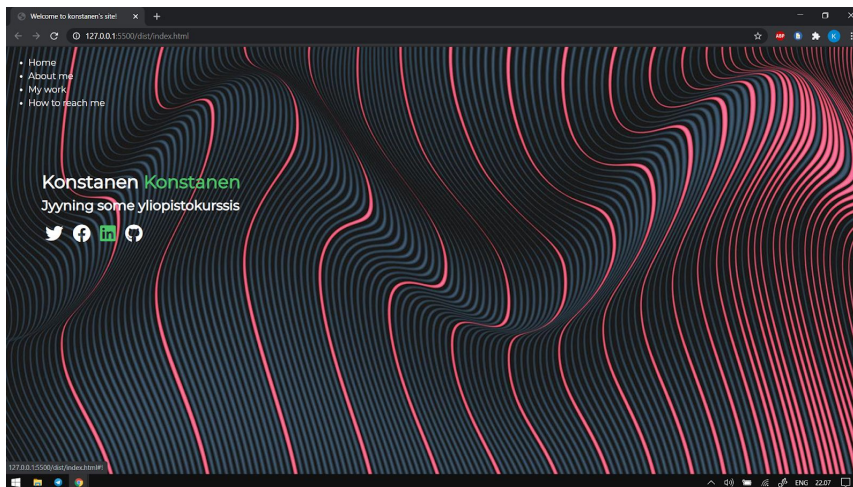 Welcome to konstanen's site!
127.0.0.1:5500/dist/index.html
ABP
K
Home
About me
My work
How to reach me
Konstanen Konstanen
Jyyning some yliopistokurssis
127.0.0.1:5500/dist/index.html#!
ENG 22.07